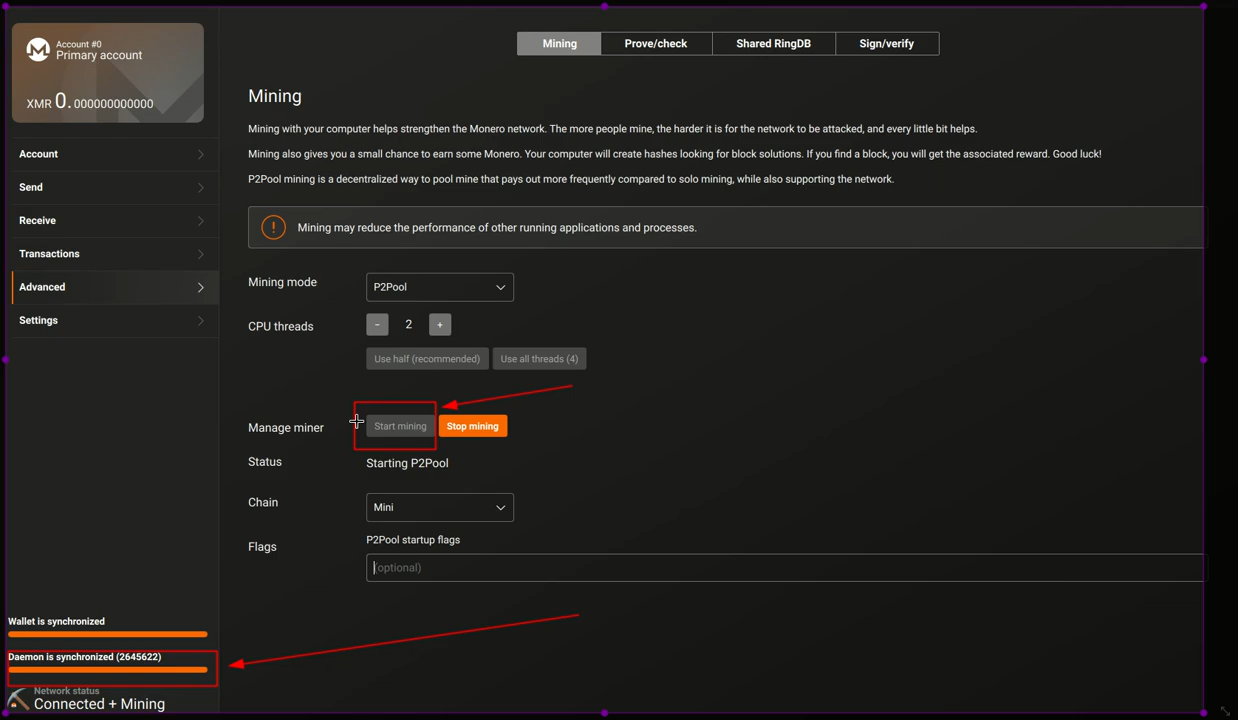 Account #0
Primary account
XMR 0.000000000000
Account
Send
Receive
Transactions
Advanced
Settings
Wallet is synchronized
Daemon is synchronized (2645622)
Network status
Connected + Mining
Mining
Prove/check
Shared RingDB
Sign/verify
Mining
Mining with your computer helps strengthen the Monero network. The more people mine, the harder it is for the network to be attacked, and every little bit helps.
Mining also gives you a small chance to earn some Monero. Your computer will create hashes looking for block solutions. If you find a block, you will get the associated reward. Good luck!
P2Pool mining is a decentralized way to pool mine that pays out more frequently compared to solo mining, while also supporting the network.
Mining may reduce the performance of other running applications and processes.
Mining mode
P2Pool
CPU threads
- 2 +
Use half (recommended)
Use all threads (4)
Manage miner
Start mining
Stop mining
Status
Starting P2Pool
Chain
Mini
Flags
P2Pool startup flags
(optional)